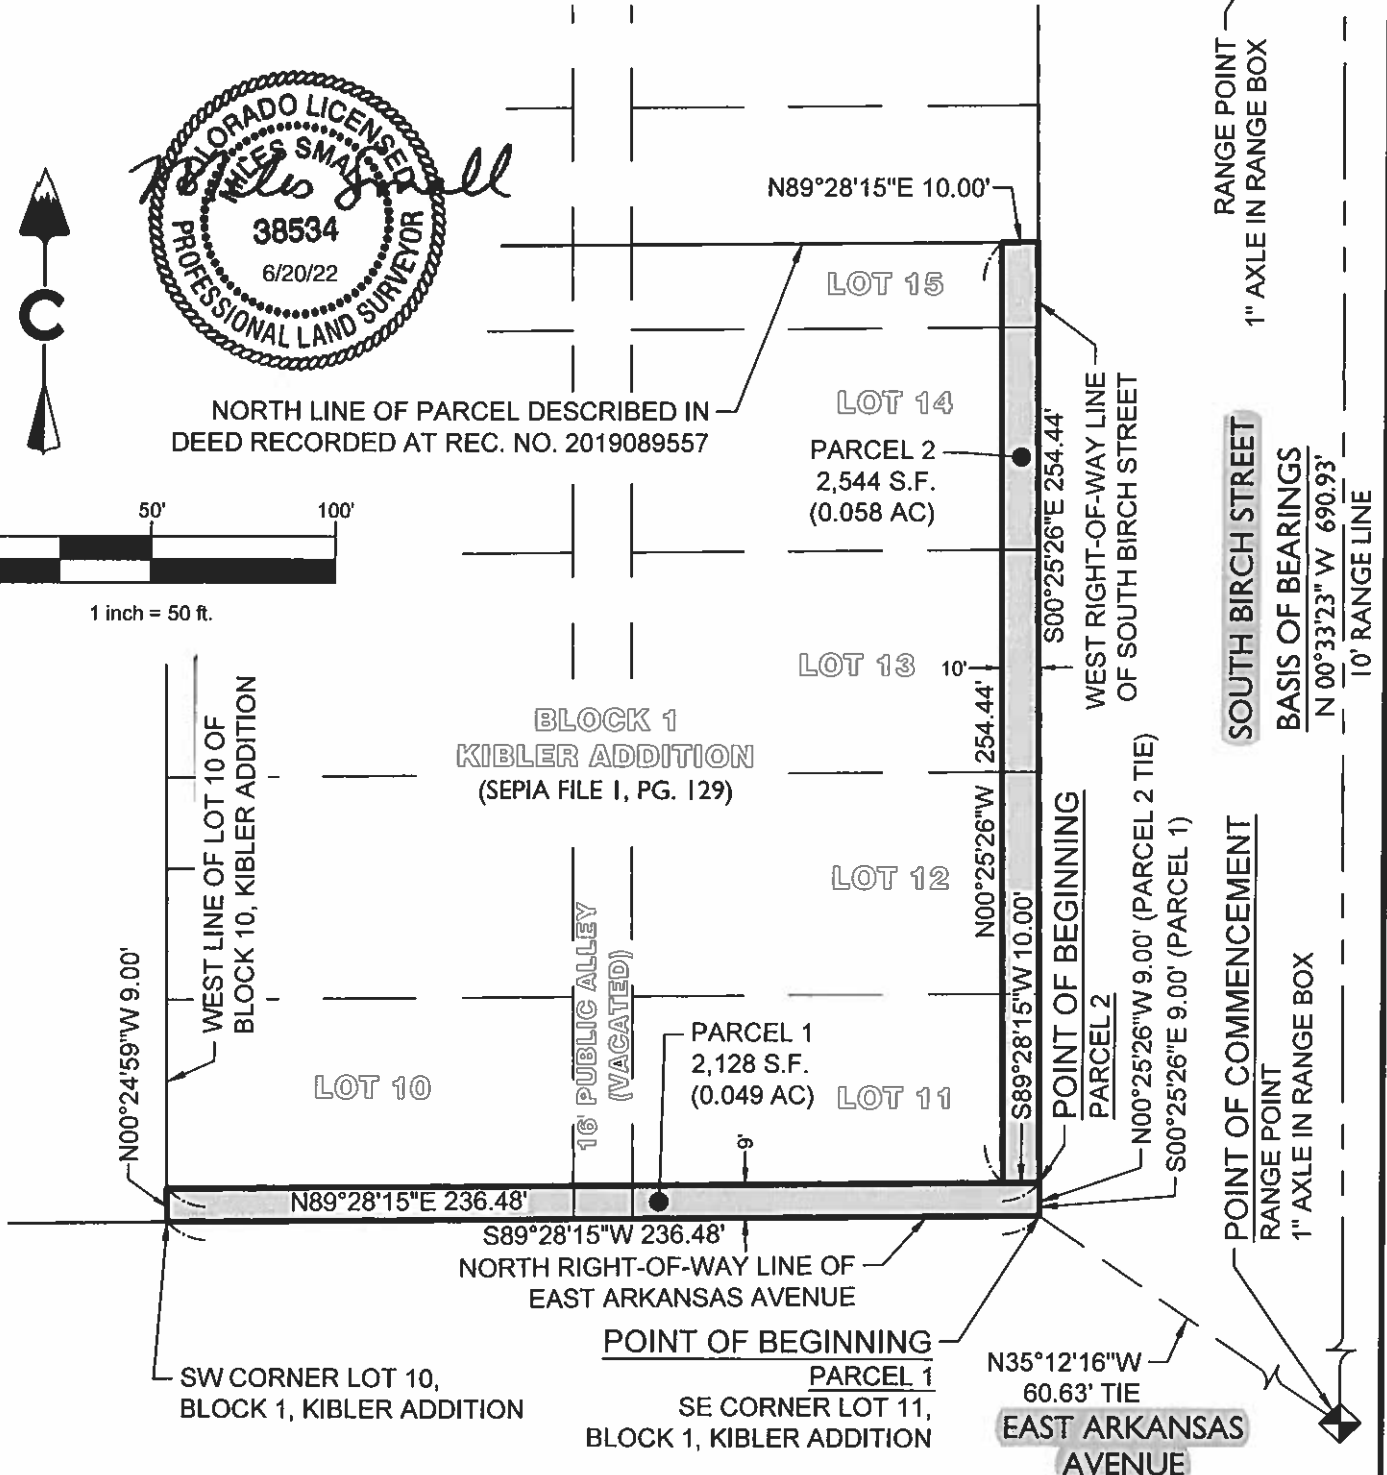 COLORADO LICENSED
MILES SMALL
38534
6/20/22
PROFESSIONAL LAND SURVEYOR
Miles Small
C
RANGE POINT
1" AXLE IN RANGE BOX
N89°28'15"E 10.00'
LOT 15
NORTH LINE OF PARCEL DESCRIBED IN
DEED RECORDED AT REC. NO. 2019089557
LOT 14
PARCEL 2
2,544 S.F.
(0.058 AC)
S00°25'26"E 254.44'
WEST RIGHT-OF-WAY LINE
OF SOUTH BIRCH STREET
SOUTH BIRCH STREET
BASIS OF BEARINGS
N 00°33'23" W 690.93'
10' RANGE LINE
50'
100'
1 inch = 50 ft.
LOT 13
10'
BLOCK 1
KIBLER ADDITION
(SEPIA FILE 1, PG. 129)
WEST LINE OF LOT 10 OF
BLOCK 10, KIBLER ADDITION
N00°25'26"W 254.44'
LOT 12
N00°24'59"W 9.00'
16' PUBLIC ALLEY
(VACATED)
S89°28'15"W 10.00'
POINT OF BEGINNING
PARCEL 2
N00°25'26"W 9.00' (PARCEL 2 TIE)
S00°25'26"E 9.00' (PARCEL 1)
POINT OF COMMENCEMENT
RANGE POINT
1" AXLE IN RANGE BOX
PARCEL 1
2,128 S.F.
(0.049 AC)
LOT 10
LOT 11
9'
N89°28'15"E 236.48'
S89°28'15"W 236.48'
NORTH RIGHT-OF-WAY LINE OF
EAST ARKANSAS AVENUE
POINT OF BEGINNING
PARCEL 1
SE CORNER LOT 11,
BLOCK 1, KIBLER ADDITION
SW CORNER LOT 10,
BLOCK 1, KIBLER ADDITION
N35°12'16"W
60.63' TIE
EAST ARKANSAS
AVENUE